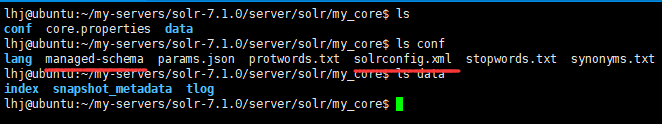 lhj@ubuntu:~/my-servers/solr-7.1.0/server/solr/my_core$ ls
conf  core.properties  data
lhj@ubuntu:~/my-servers/solr-7.1.0/server/solr/my_core$ ls conf
lang  managed-schema  params.json  protwords.txt  solrconfig.xml  stopwords.txt  synonyms.txt
lhj@ubuntu:~/my-servers/solr-7.1.0/server/solr/my_core$ ls data
index  snapshot_metadata  tlog
lhj@ubuntu:~/my-servers/solr-7.1.0/server/solr/my_core$